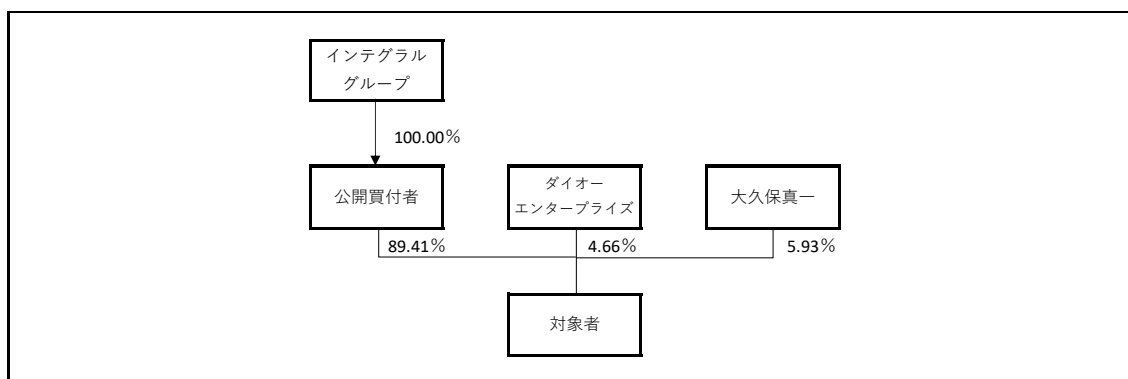 インテグラル
グループ
100.00%
公開買付者
ダイオー
エンタープライズ
大久保真一
89.41%
4.66%
5.93%
対象者